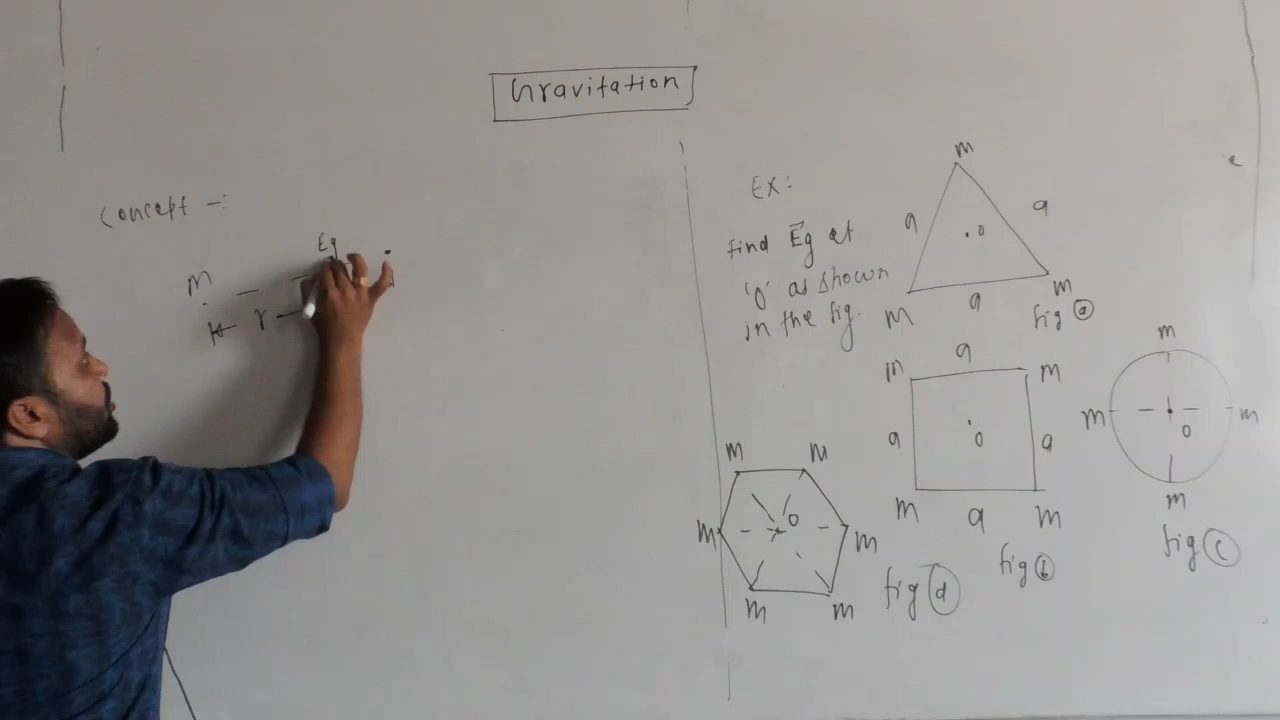 Gravitation
Concept -:
Eg
M
r
EX:
Find Eg at
'O' as shown
in the fig.
m
a
a
.O
M
a
m
fig (a)
m
a
m
a
O
a
m
a
m
fig (b)
m
m
O
m
m
fig (c)
m
m
m
O
m
m
m
fig (d)